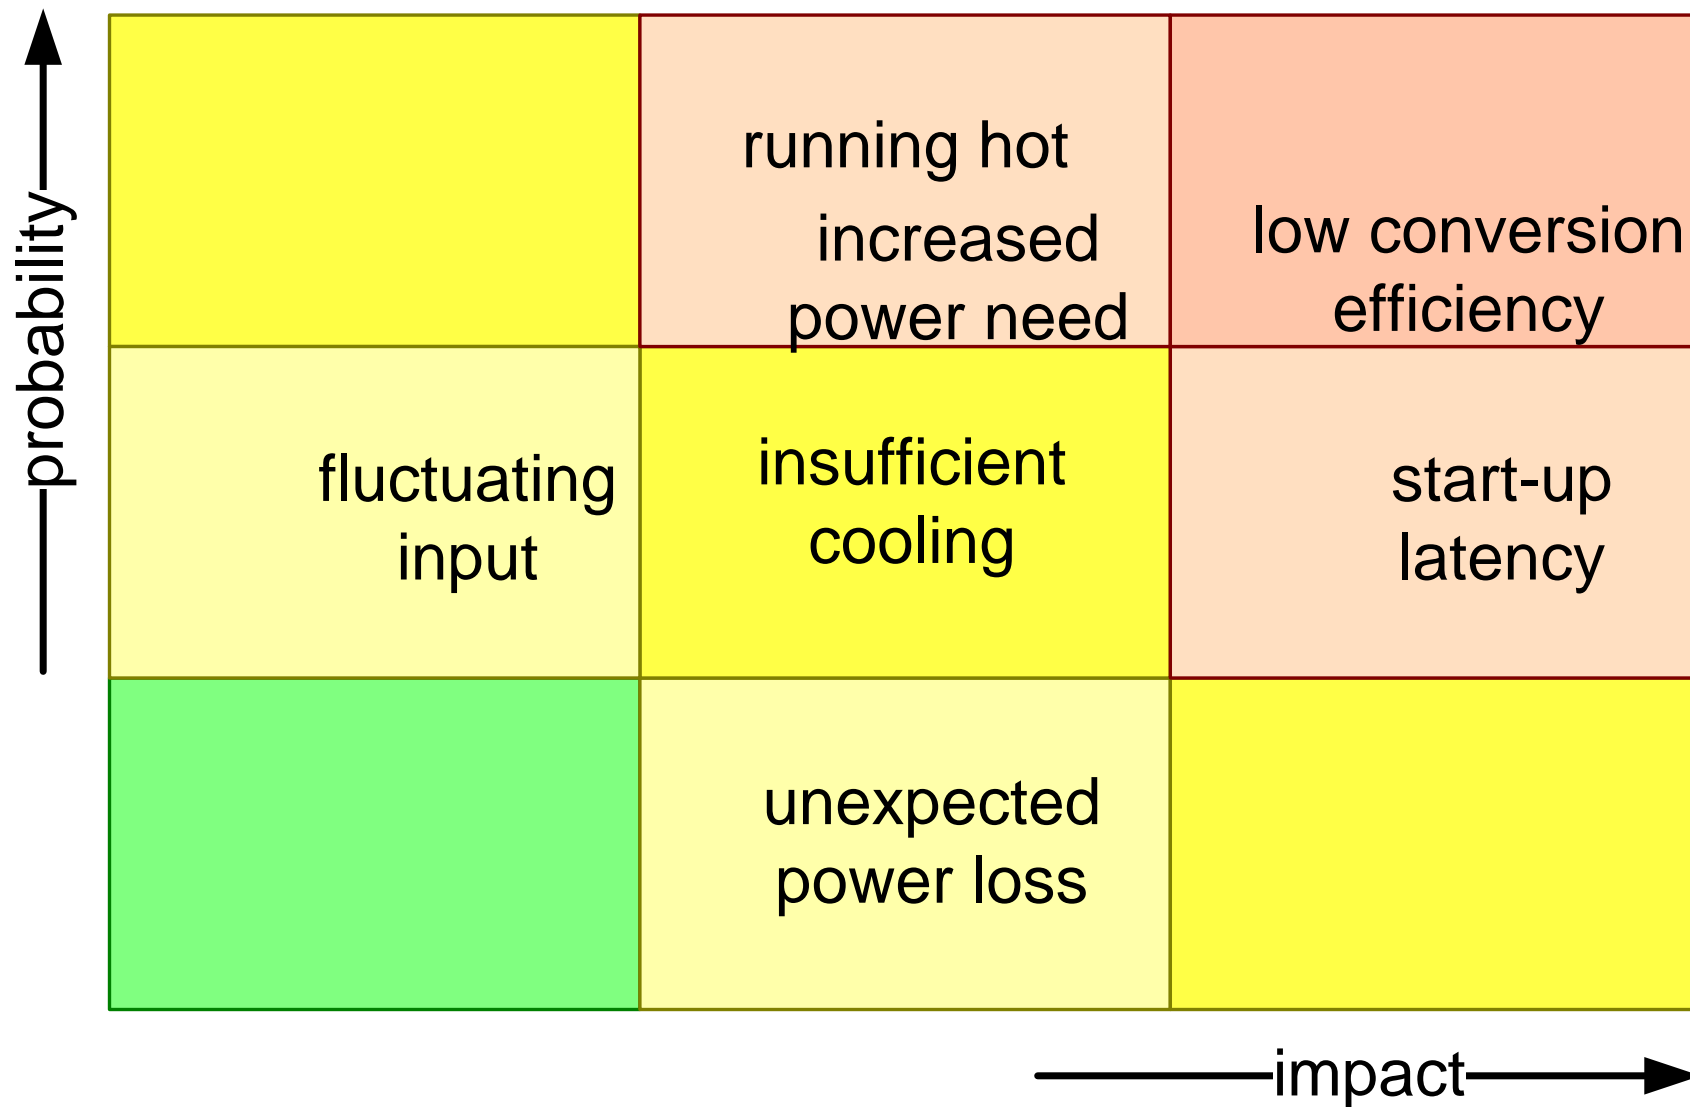 probability
running hot
increased
power need
low conversion
efficiency
fluctuating
input
insufficient
cooling
start-up
latency
unexpected
power loss
impact